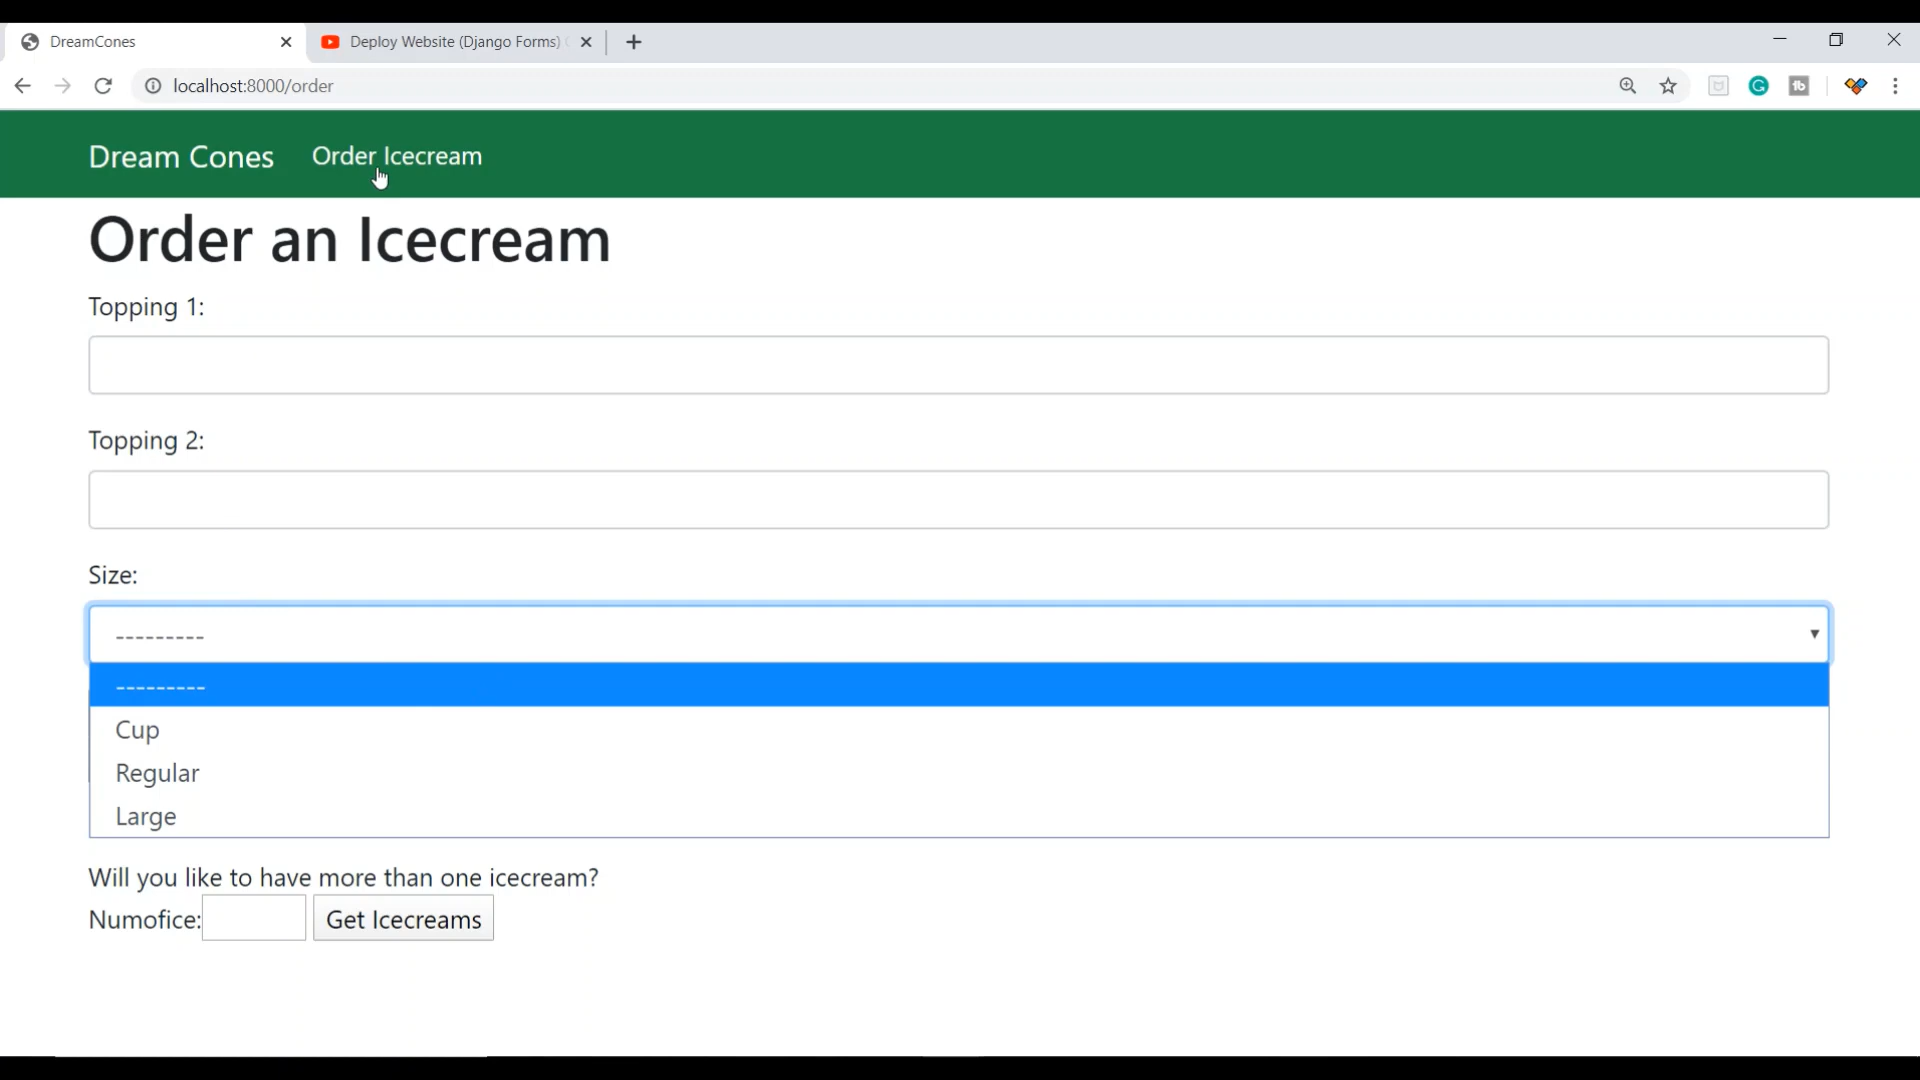 DreamCones
Deploy Website (Django Forms)
localhost:8000/order
Dream Cones
Order Icecream
Order an Icecream
Topping 1:
Topping 2:
Size:
---------
---------
Cup
Regular
Large
Will you like to have more than one icecream?
Numofice:
Get Icecreams